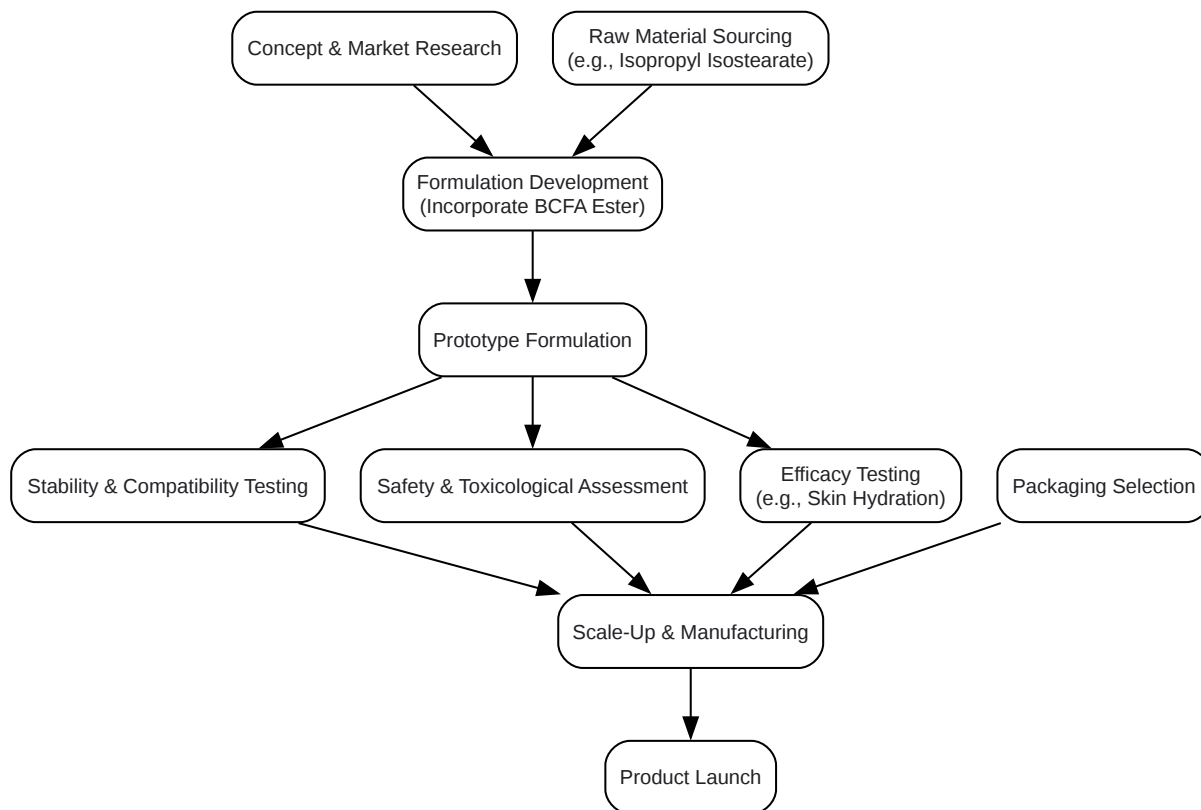 Concept & Market Research
Raw Material Sourcing
(e.g., Isopropyl Isostearate)
Formulation Development
(Incorporate BCFA Ester)
Prototype Formulation
Stability & Compatibility Testing
Safety & Toxicological Assessment
Efficacy Testing
(e.g., Skin Hydration)
Packaging Selection
Scale-Up & Manufacturing
Product Launch